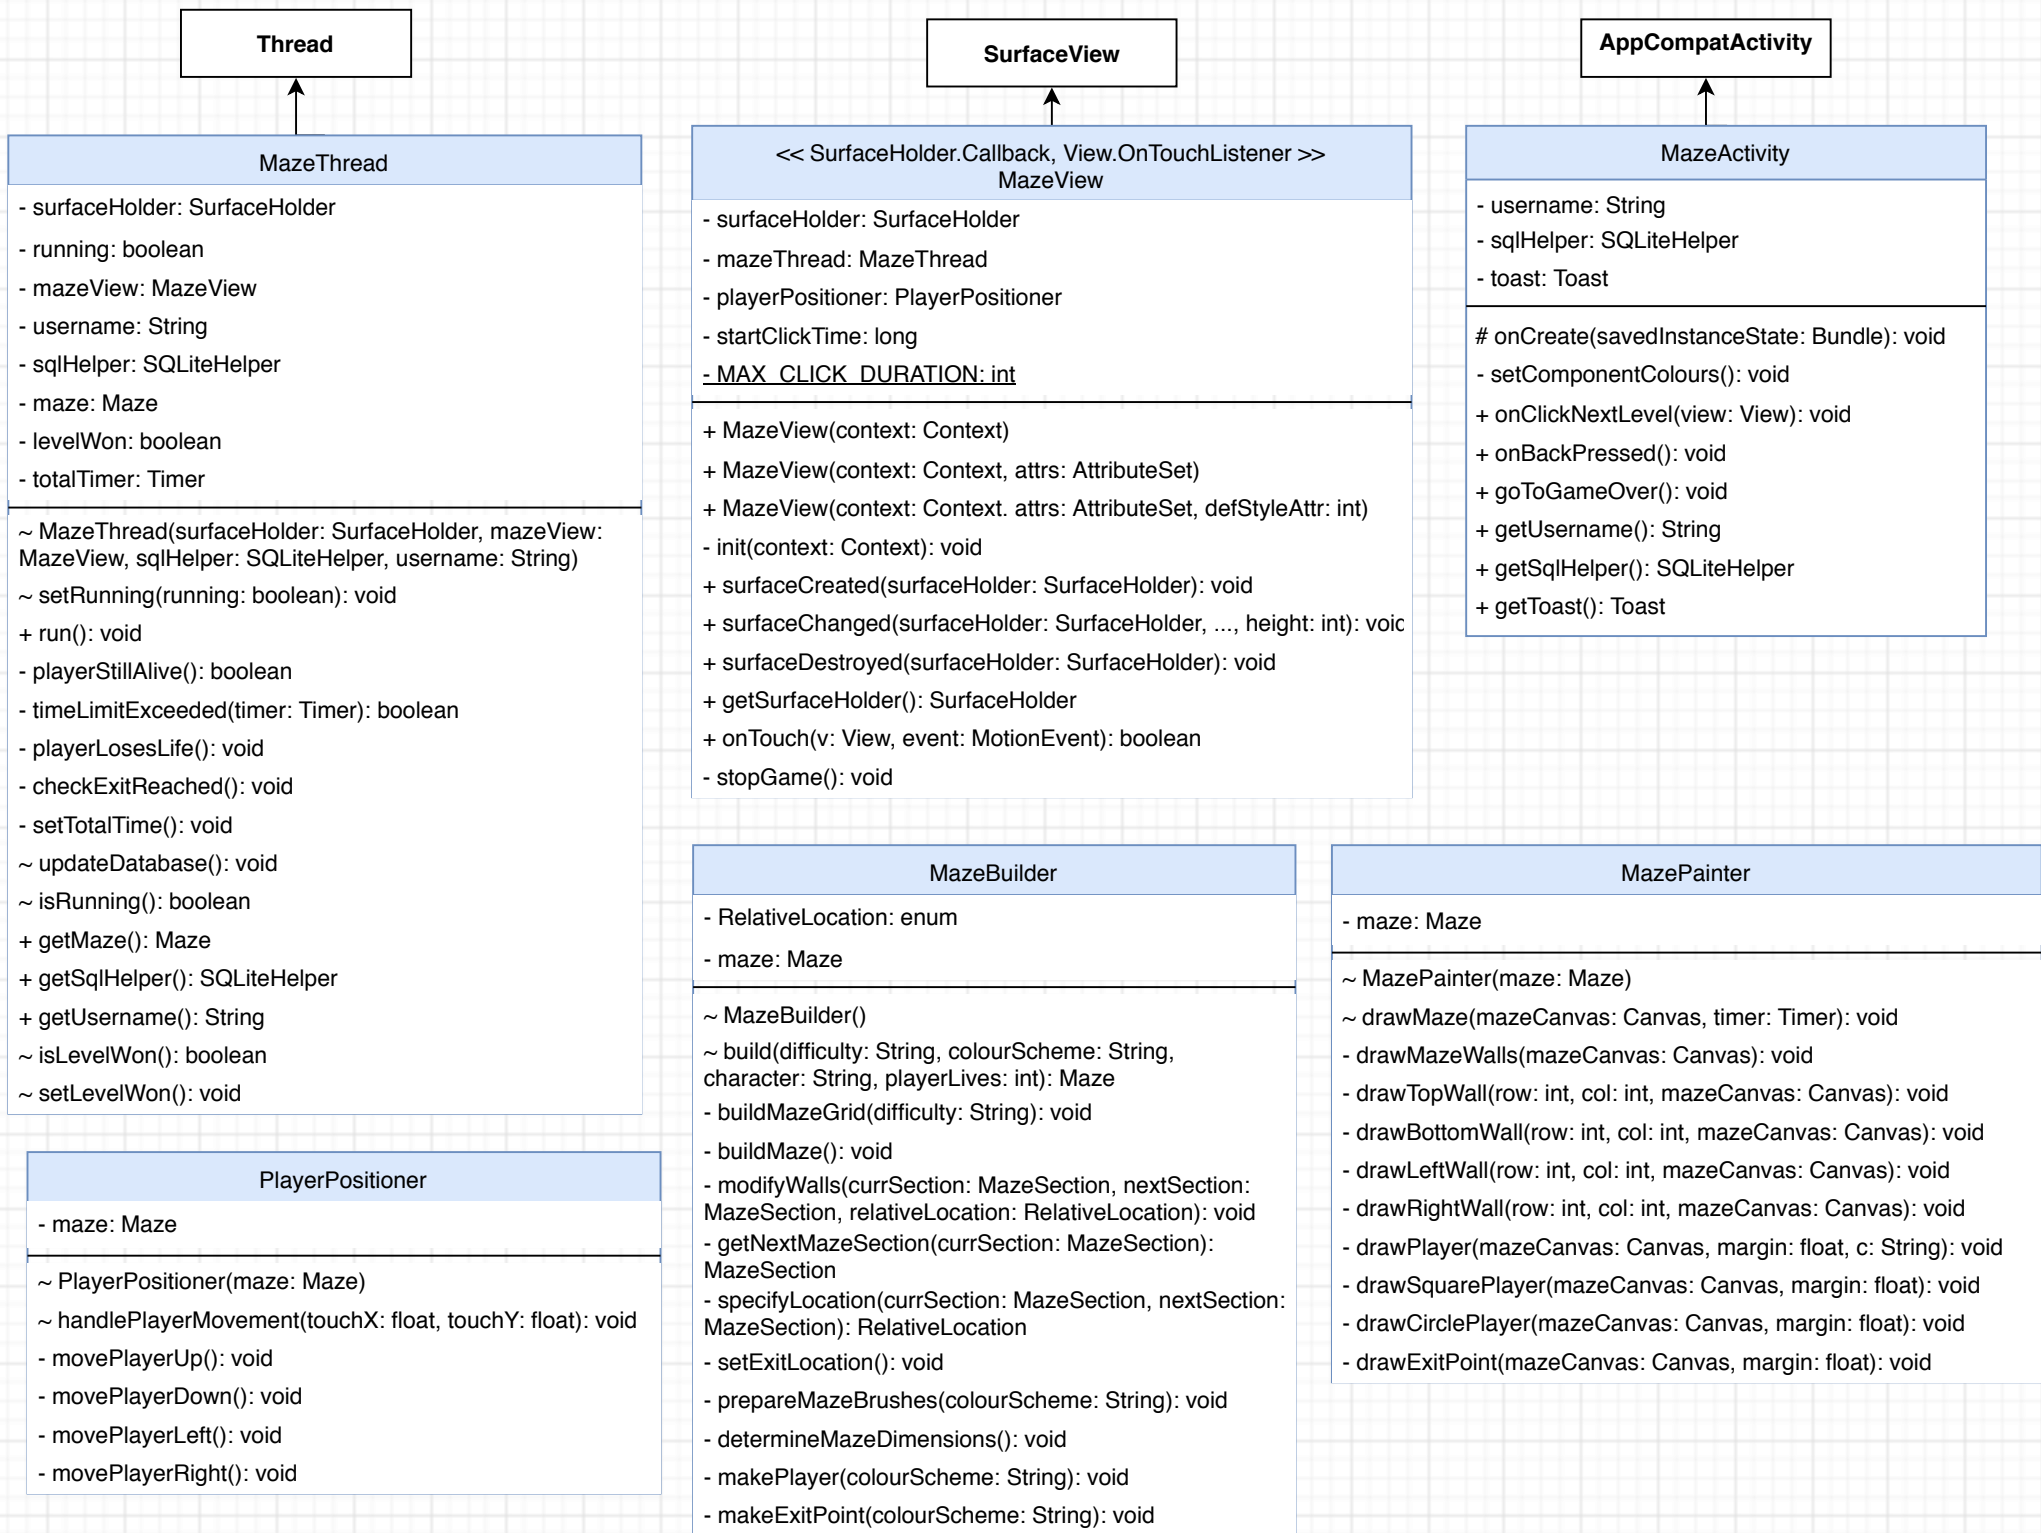 Thread
MazeThread
- surfaceHolder: SurfaceHolder
- running: boolean
- mazeView: MazeView
- username: String
- sqlHelper: SQLiteHelper
- maze: Maze
- levelWon: boolean
- totalTimer: Timer
~ MazeThread(surfaceHolder: SurfaceHolder, mazeView:
MazeView, sqlHelper: SQLiteHelper, username: String)
~ setRunning(running: boolean): void
+ run(): void
- playerStillAlive(): boolean
- timeLimitExceeded(timer: Timer): boolean
- playerLosesLife(): void
- checkExitReached(): void
- setTotalTime(): void
~ updateDatabase(): void
~ isRunning(): boolean
+ getMaze(): Maze
+ getSqlHelper(): SQLiteHelper
+ getUsername(): String
~ isLevelWon(): boolean
~ setLevelWon(): void
PlayerPositioner
- maze: Maze
~ PlayerPositioner(maze: Maze)
~ handlePlayerMovement(touchX: float, touchY: float): void
- movePlayerUp(): void
- movePlayerDown(): void
- movePlayerLeft(): void
- movePlayerRight(): void
SurfaceView
<< SurfaceHolder.Callback, View.OnTouchListener >>
MazeView
- surfaceHolder: SurfaceHolder
- mazeThread: MazeThread
- playerPositioner: PlayerPositioner
- startClickTime: long
- MAX_CLICK_DURATION: int
+ MazeView(context: Context)
+ MazeView(context: Context, attrs: AttributeSet)
+ MazeView(context: Context. attrs: AttributeSet, defStyleAttr: int)
- init(context: Context): void
+ surfaceCreated(surfaceHolder: SurfaceHolder): void
+ surfaceChanged(surfaceHolder: SurfaceHolder, ..., height: int): void
+ surfaceDestroyed(surfaceHolder: SurfaceHolder): void
+ getSurfaceHolder(): SurfaceHolder
+ onTouch(v: View, event: MotionEvent): boolean
- stopGame(): void
MazeBuilder
- RelativeLocation: enum
- maze: Maze
~ MazeBuilder()
~ build(difficulty: String, colourScheme: String,
character: String, playerLives: int): Maze
- buildMazeGrid(difficulty: String): void
- buildMaze(): void
- modifyWalls(currSection: MazeSection, nextSection:
MazeSection, relativeLocation: RelativeLocation): void
- getNextMazeSection(currSection: MazeSection):
MazeSection
- specifyLocation(currSection: MazeSection, nextSection:
MazeSection): RelativeLocation
- setExitLocation(): void
- prepareMazeBrushes(colourScheme: String): void
- determineMazeDimensions(): void
- makePlayer(colourScheme: String): void
- makeExitPoint(colourScheme: String): void
AppCompatActivity
MazeActivity
- username: String
- sqlHelper: SQLiteHelper
- toast: Toast
# onCreate(savedInstanceState: Bundle): void
- setComponentColours(): void
+ onClickNextLevel(view: View): void
+ onBackPressed(): void
+ goToGameOver(): void
+ getUsername(): String
+ getSqlHelper(): SQLiteHelper
+ getToast(): Toast
MazePainter
- maze: Maze
~ MazePainter(maze: Maze)
~ drawMaze(mazeCanvas: Canvas, timer: Timer): void
- drawMazeWalls(mazeCanvas: Canvas): void
- drawTopWall(row: int, col: int, mazeCanvas: Canvas): void
- drawBottomWall(row: int, col: int, mazeCanvas: Canvas): void
- drawLeftWall(row: int, col: int, mazeCanvas: Canvas): void
- drawRightWall(row: int, col: int, mazeCanvas: Canvas): void
- drawPlayer(mazeCanvas: Canvas, margin: float, c: String): void
- drawSquarePlayer(mazeCanvas: Canvas, margin: float): void
- drawCirclePlayer(mazeCanvas: Canvas, margin: float): void
- drawExitPoint(mazeCanvas: Canvas, margin: float): void